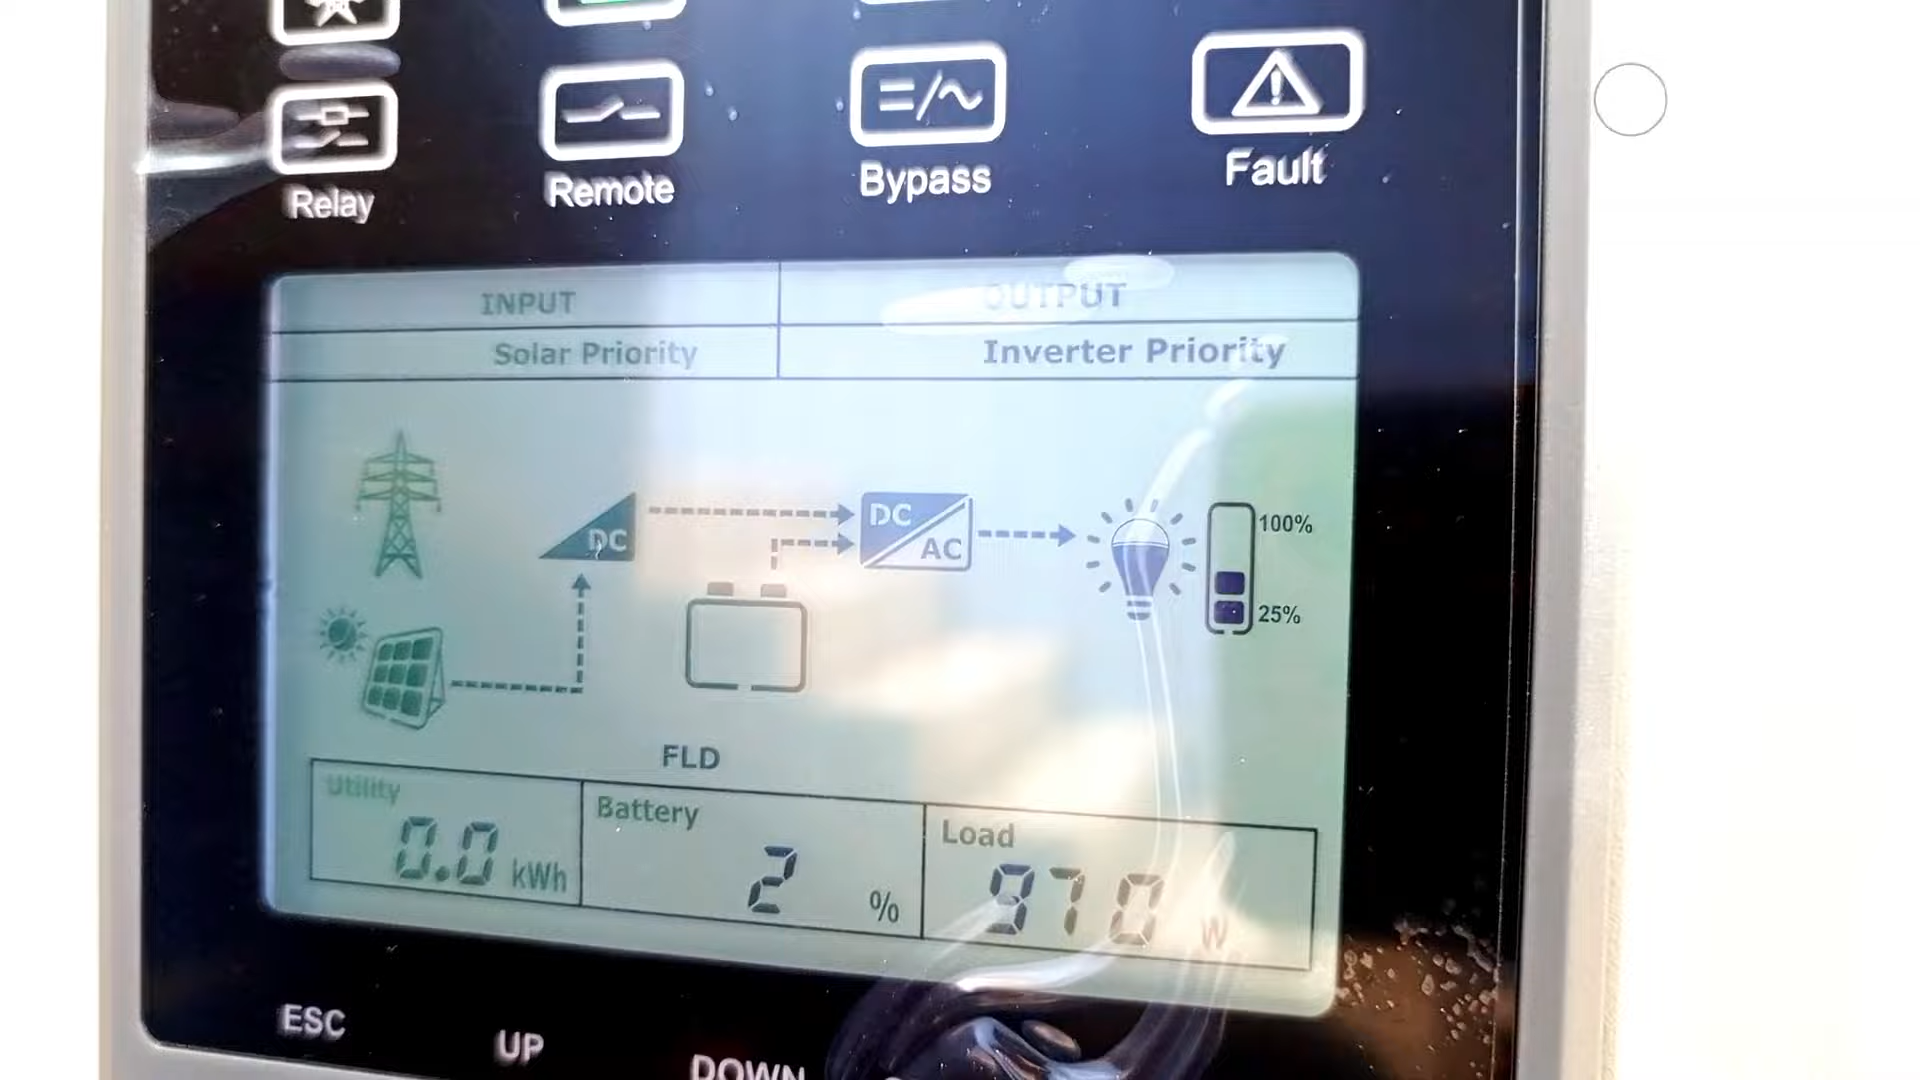 Relay
Remote
Bypass
Fault
INPUT
OUTPUT
Solar Priority
Inverter Priority
DC
DC
AC
100%
25%
FLD
Utility
0.0 kWh
Battery
2 %
Load
970 W
ESC
UP
DOWN